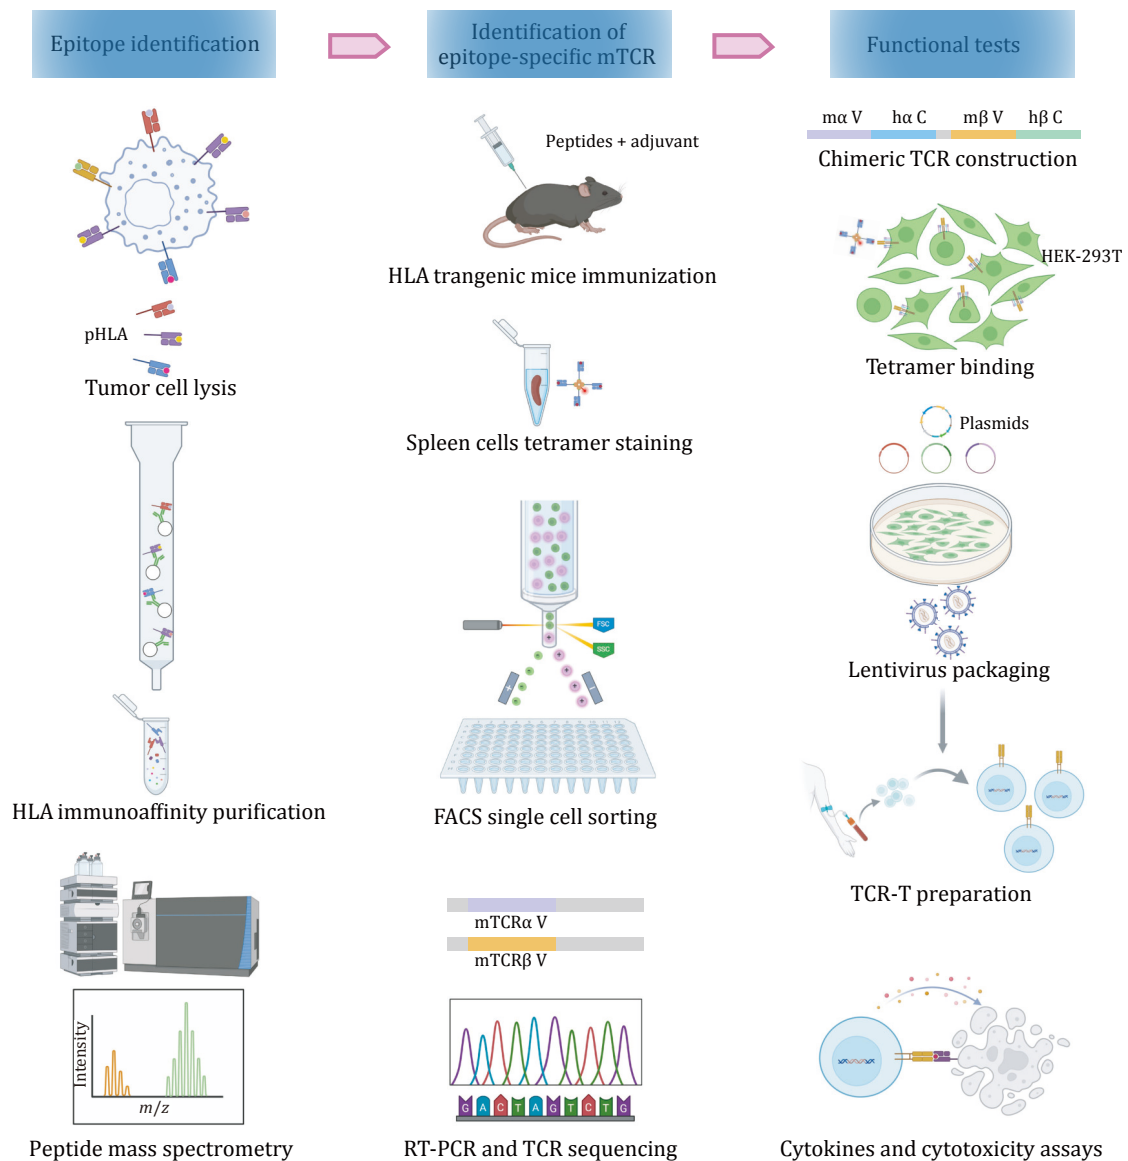 Epitope identification
Identification of
epitope-specific mTCR
Functional tests
pHLA
Tumor cell lysis
HLA immunoaffinity purification
Intensity
m/z
Peptide mass spectrometry
Peptides + adjuvant
HLA trangenic mice immunization
Spleen cells tetramer staining
FSC
SSC
FACS single cell sorting
mTCRα V
mTCRβ V
G A C T A G T C T G
RT-PCR and TCR sequencing
mα V hα C mβ V hβ C
Chimeric TCR construction
HEK-293T
Tetramer binding
Plasmids
Lentivirus packaging
TCR-T preparation
Cytokines and cytotoxicity assays